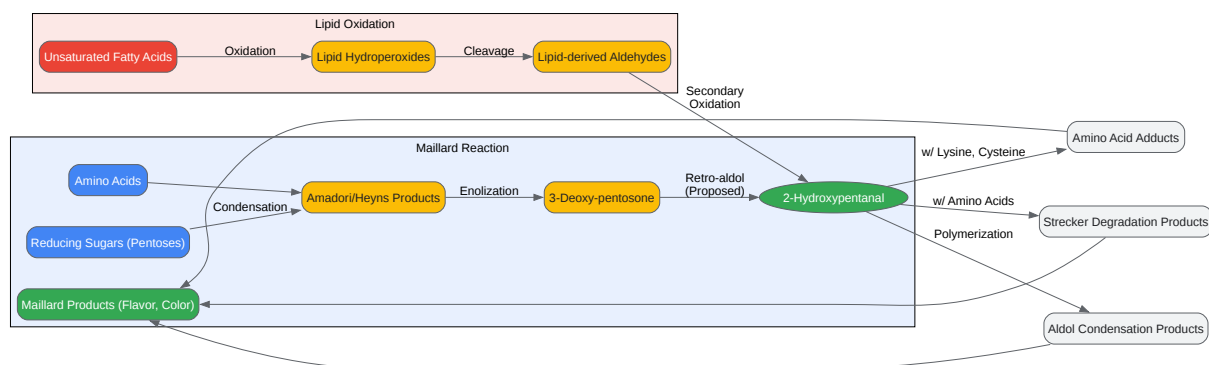 Lipid Oxidation
Unsaturated Fatty Acids
Oxidation
Lipid Hydroperoxides
Cleavage
Lipid-derived Aldehydes
Secondary
Oxidation
Maillard Reaction
Amino Acids
Reducing Sugars (Pentoses)
Condensation
Amadori/Heyns Products
Enolization
3-Deoxy-pentosone
Retro-aldol
(Proposed)
2-Hydroxypentanal
Maillard Products (Flavor, Color)
w/ Lysine, Cysteine
Amino Acid Adducts
w/ Amino Acids
Strecker Degradation Products
Polymerization
Aldol Condensation Products